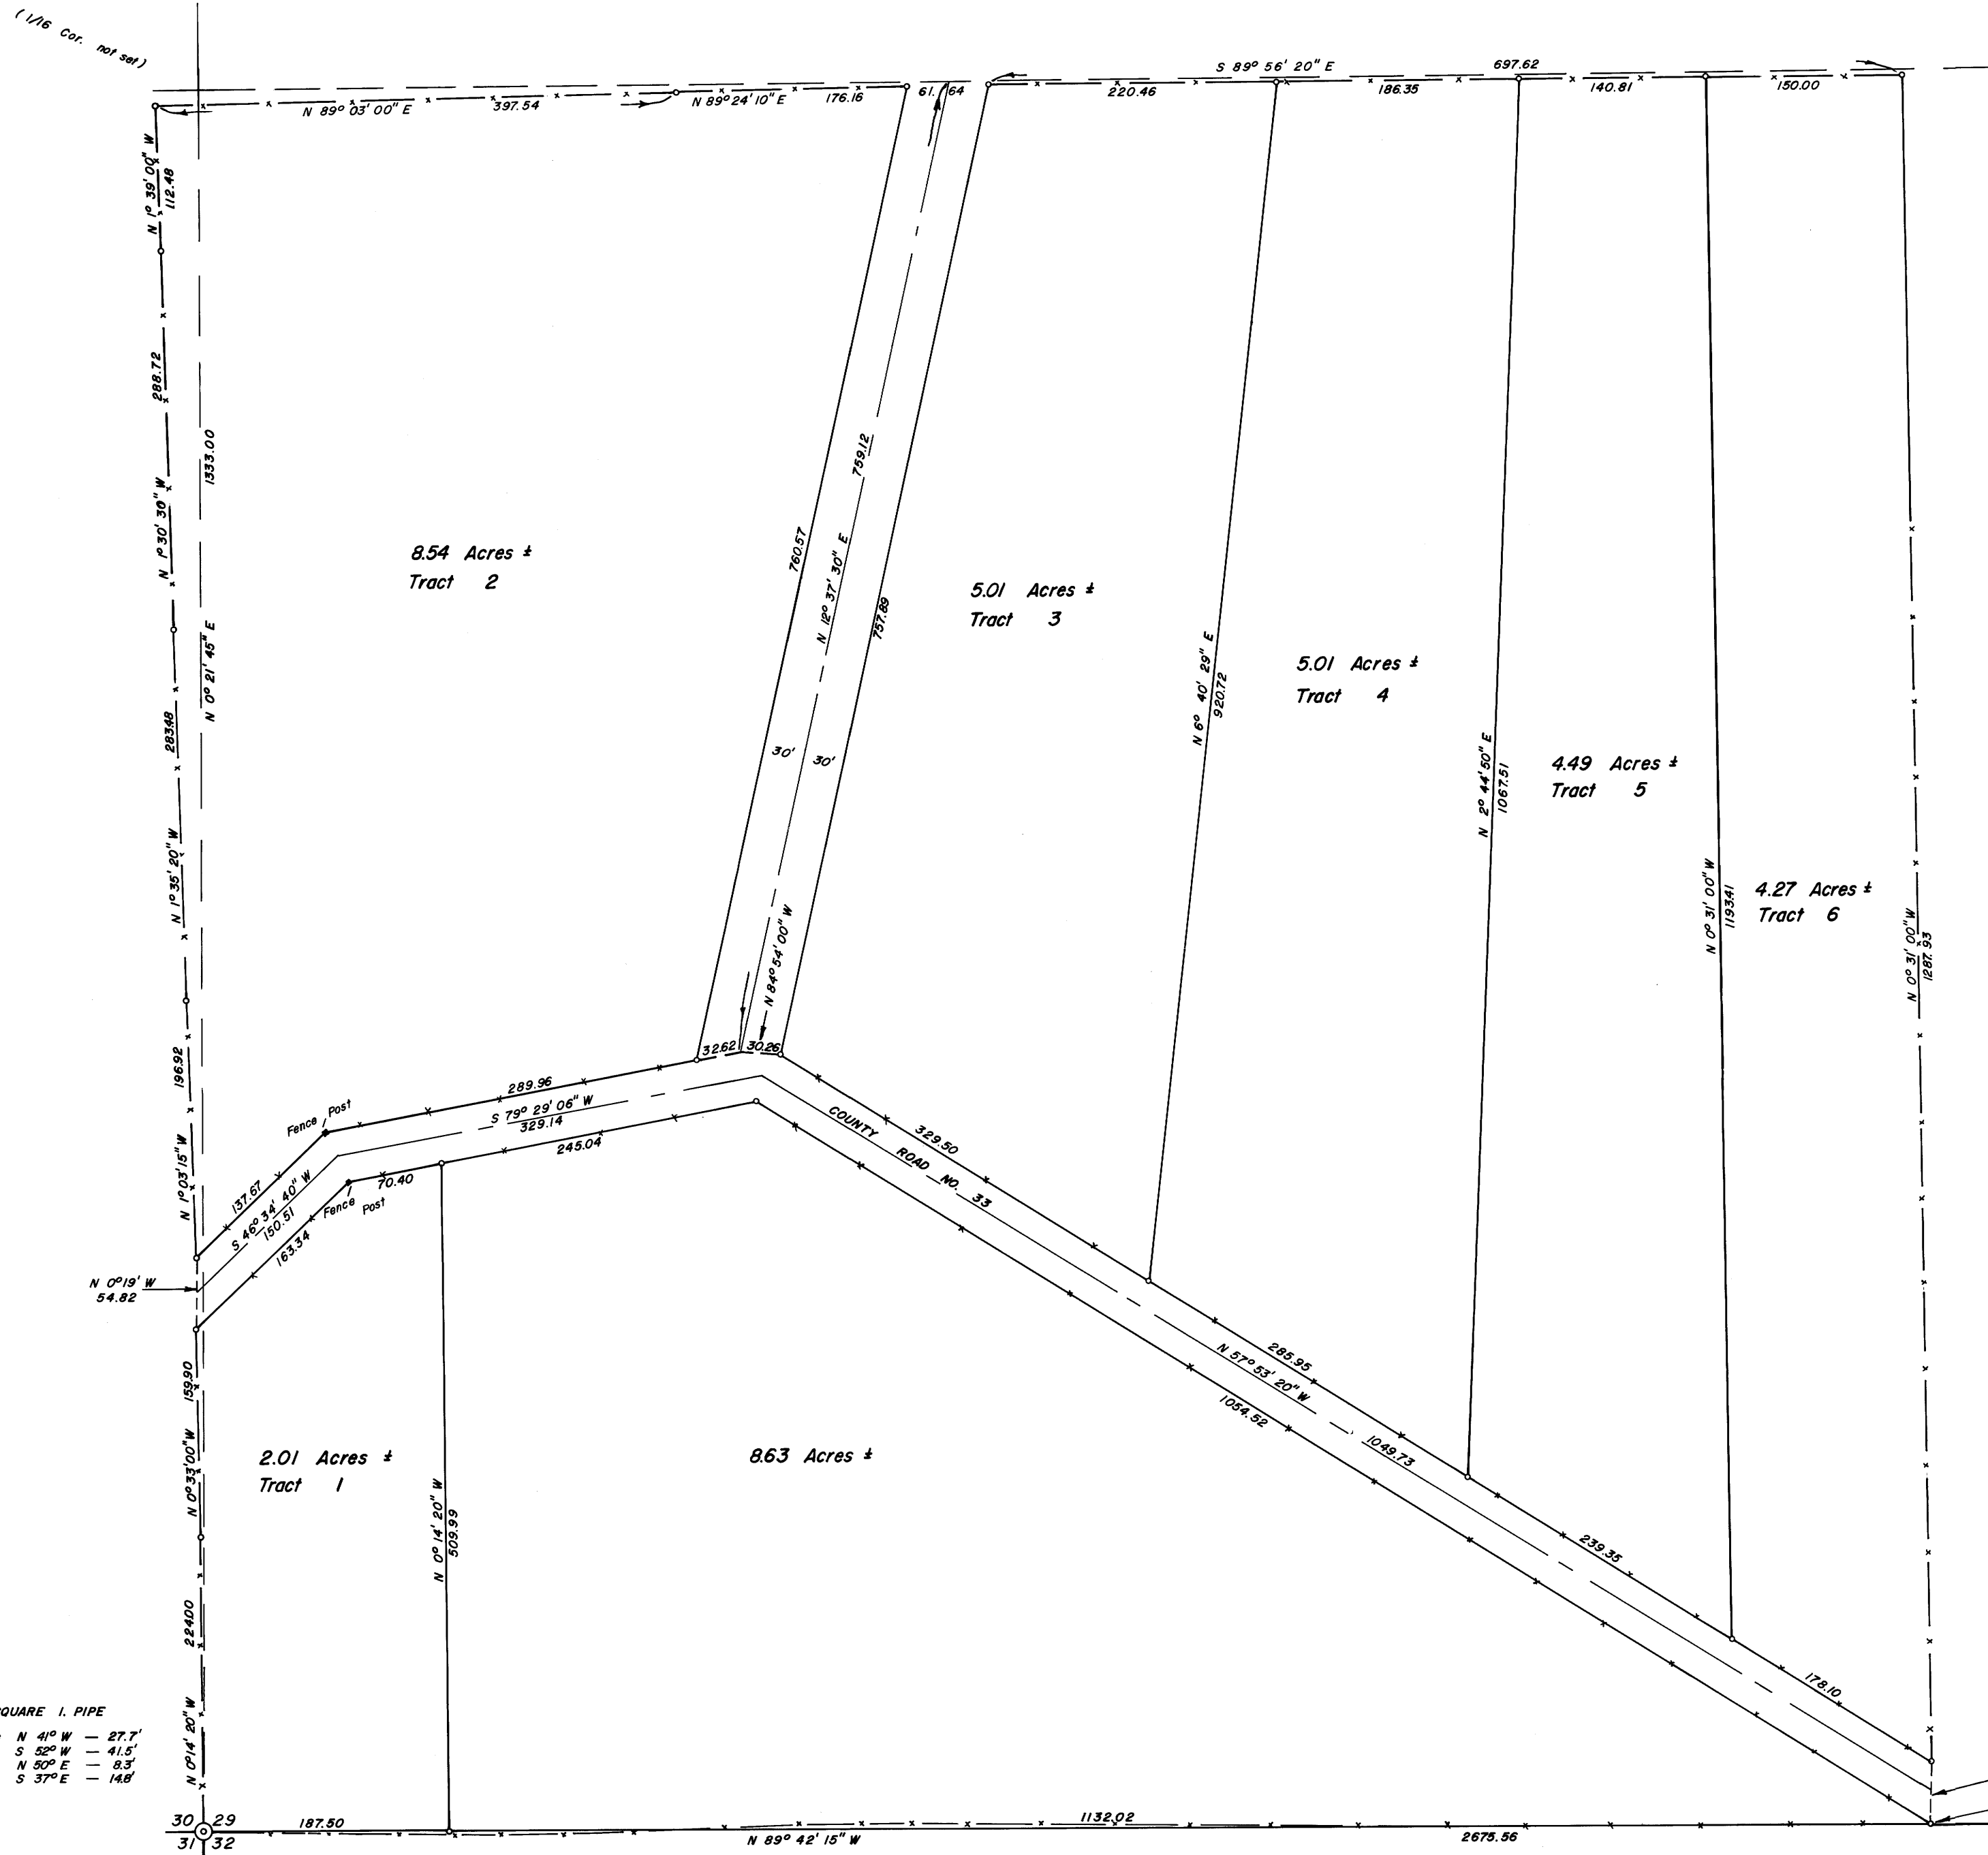 (1/16 Cor. not set)
S 89° 56' 20" E
697.62
N 89° 03' 00" E
397.54
N 89° 24' 10" E
176.16
61.64
220.46
186.35
140.81
150.00
N 1° 39' 00" W
112.48
288.72
N 1° 30' 30" W
1333.00
N 0° 21' 45" E
283.48
N 1° 35' 20" W
196.92
N 1° 03' 15" W
8.54 Acres ±
Tract 2
760.57
759.12
N 12° 37' 30" E
757.89
30'
30'
N 84° 54' 00" W
5.01 Acres ±
Tract 3
N 6° 40' 29" E
920.72
5.01 Acres ±
Tract 4
N 2° 44' 50" E
1067.51
4.49 Acres ±
Tract 5
N 0° 31' 00" W
1193.41
4.27 Acres ±
Tract 6
N 0° 31' 00" W
1287.93
32.62
30.26
289.96
S 79° 29' 06" W
329.14
245.04
Fence Post
137.67
S 46° 34' 40" W
150.51
163.34
70.40
Fence Post
COUNTY ROAD NO. 33
329.50
285.95
N 57° 53' 20" W
1054.52
1049.73
239.35
178.10
N 0° 19' W
54.82
159.90
N 0° 33' 00" W
224.00
N 0° 14' 20" W
2.01 Acres ±
Tract 1
N 0° 14' 20" W
509.99
8.63 Acres ±
QUARE I. PIPE
N 41° W — 27.7'
S 52° W — 41.5'
N 50° E — 8.3'
S 37° E — 14.8'
30 29
31 32
187.50
1132.02
N 89° 42' 15" W
2675.56